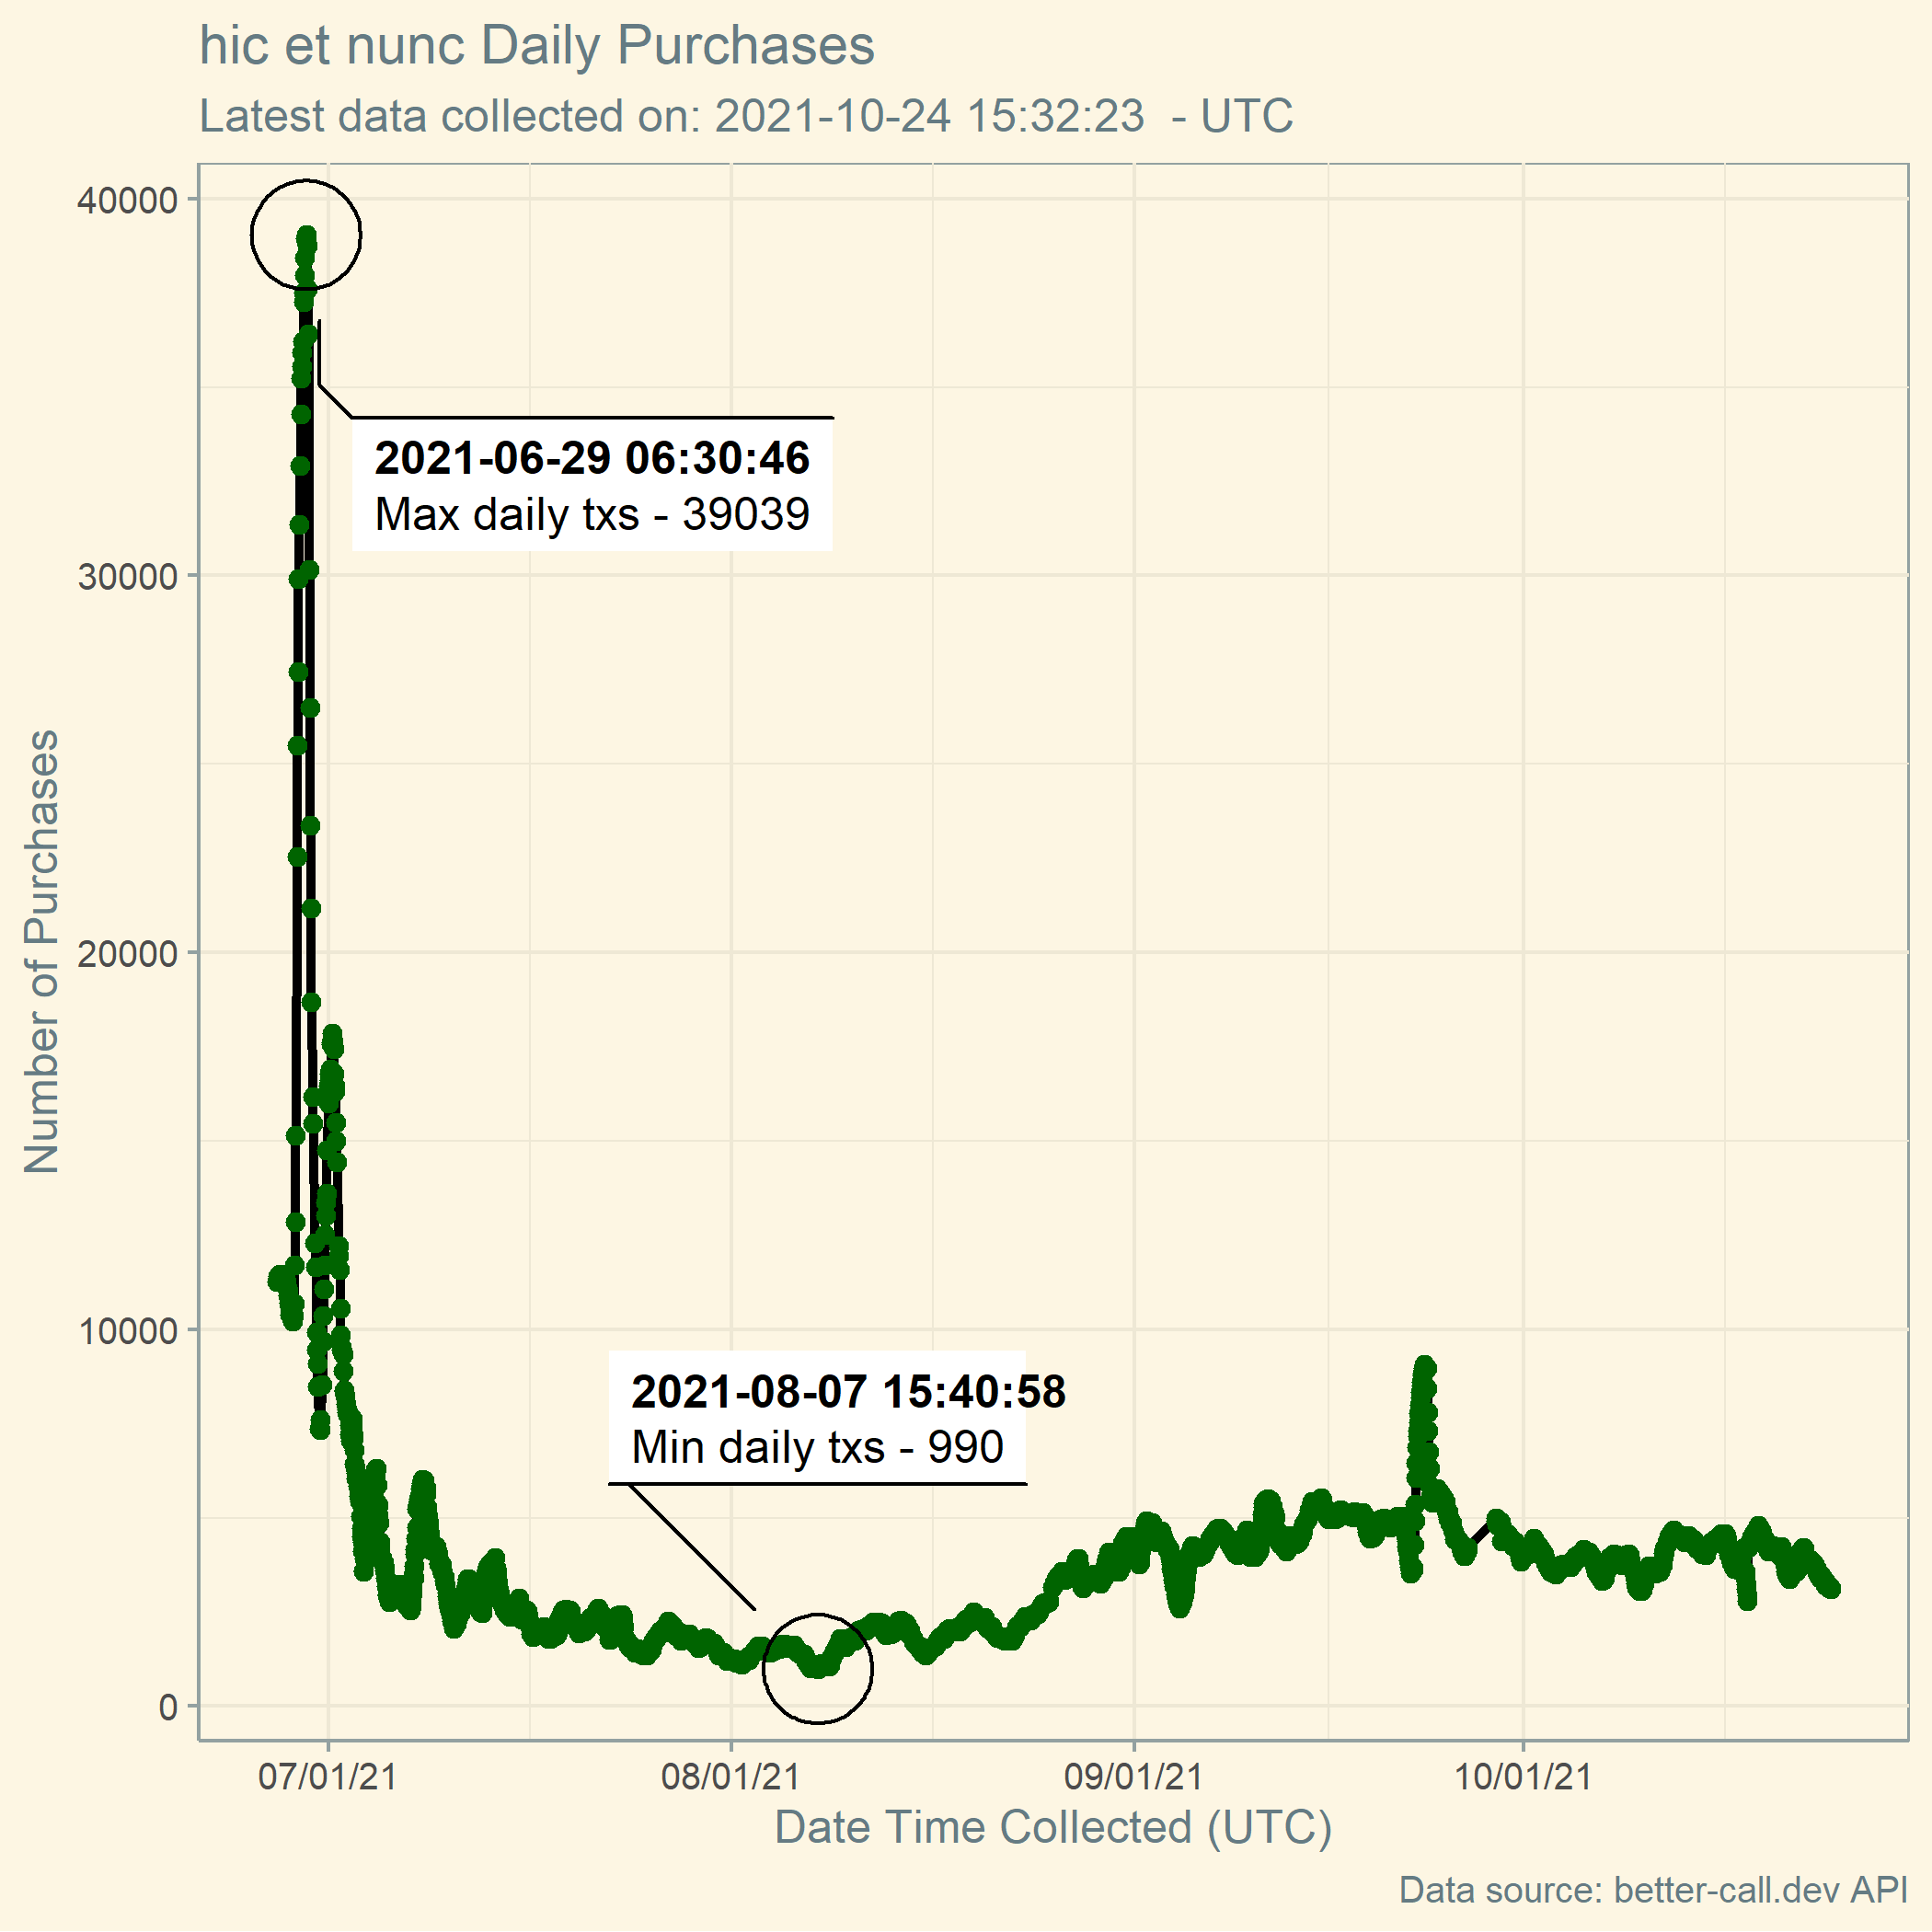 hic et nunc Daily Purchases
Latest data collected on: 2021-10-24 15:32:23  - UTC
40000
30000
20000
10000
0
Number of Purchases
2021-06-29 06:30:46
Max daily txs - 39039
2021-08-07 15:40:58
Min daily txs - 990
07/01/21
08/01/21
09/01/21
10/01/21
Date Time Collected (UTC)
Data source: better-call.dev API